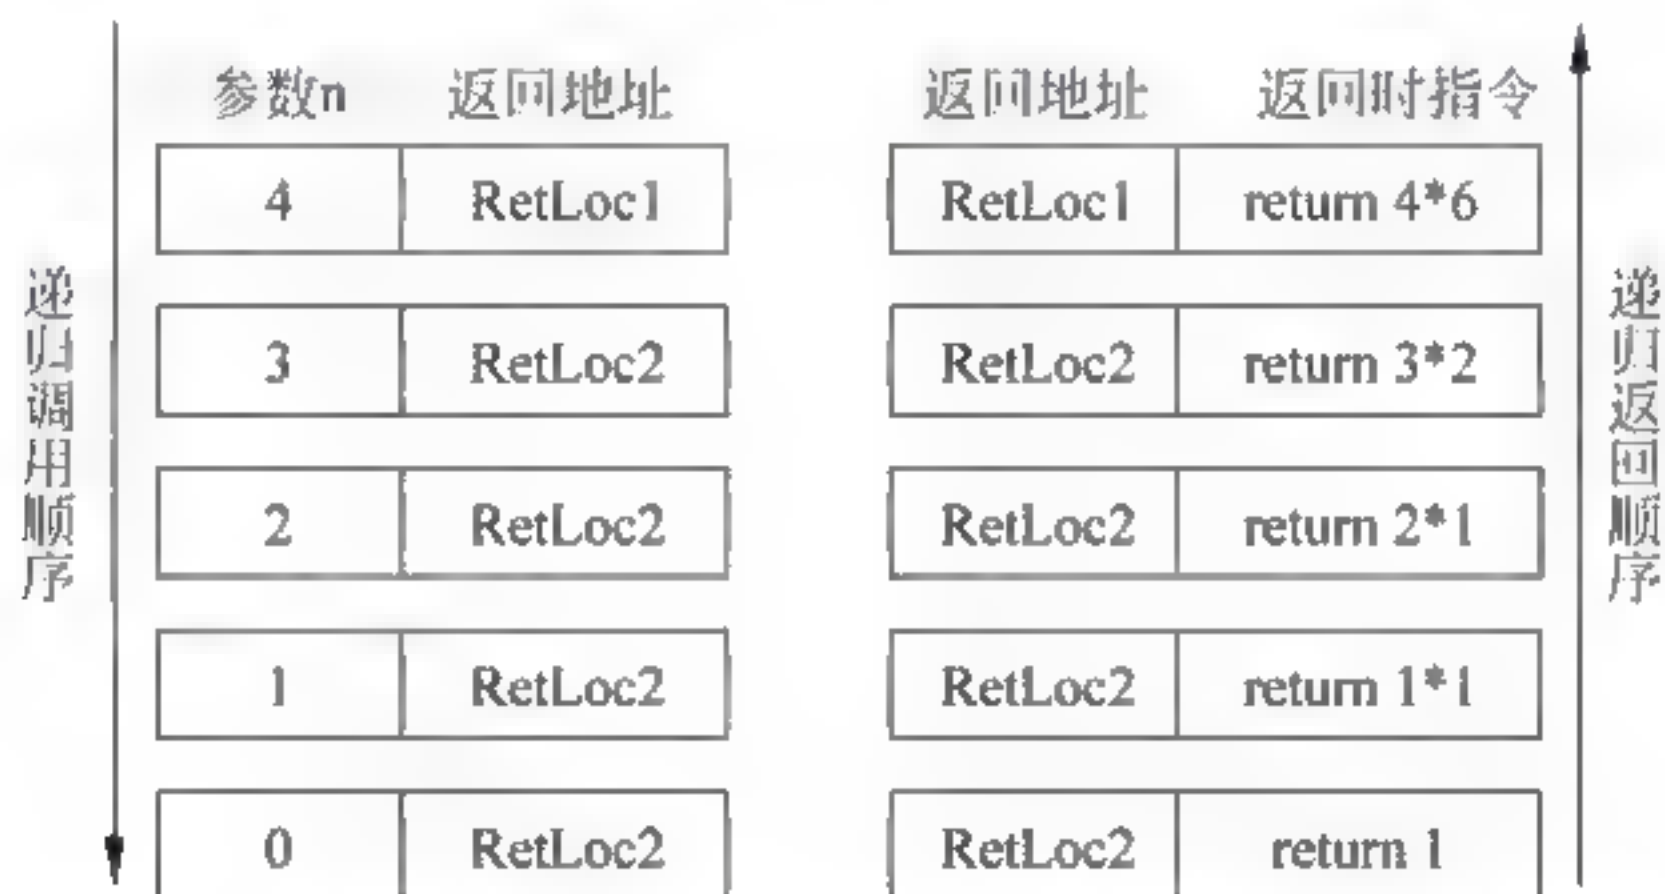 参数n 返回地址 返回地址 返回时指令
4 RetLoc1 RetLoc1 return 4*6
3 RetLoc2 RetLoc2 return 3*2
2 RetLoc2 RetLoc2 return 2*1
1 RetLoc2 RetLoc2 return 1*1
0 RetLoc2 RetLoc2 return 1
递归调用顺序
递归返回顺序